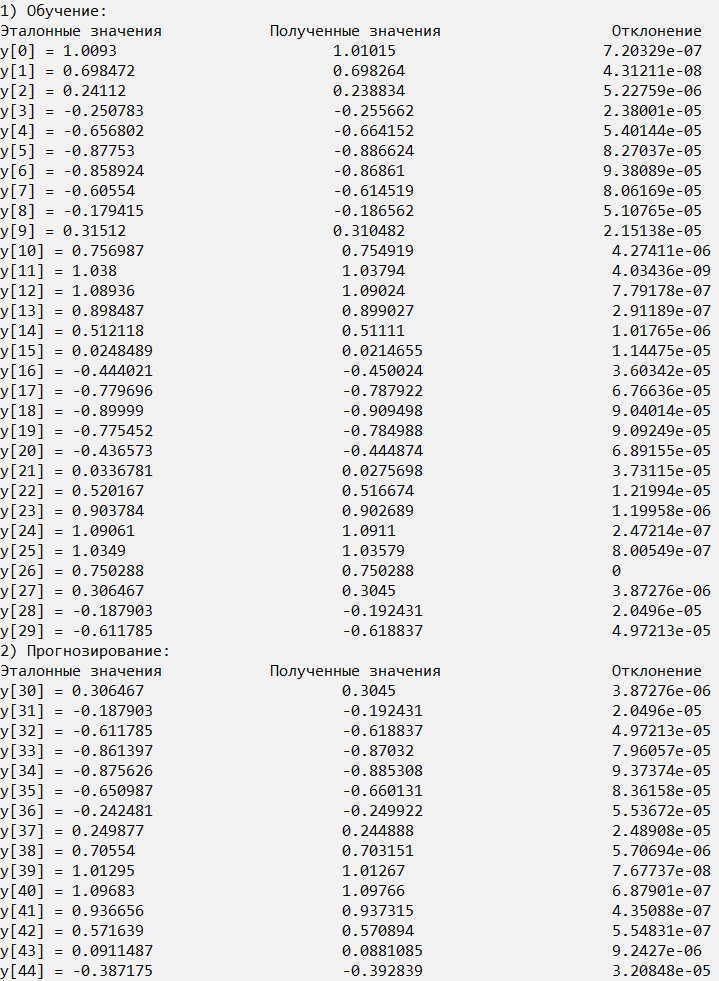 1) Обучение:
Эталонные значения Полученные значения Отклонение
y[0] = 1.0093 1.01015 7.20329e-07
y[1] = 0.698472 0.698264 4.31211e-08
y[2] = 0.24112 0.238834 5.22759e-06
y[3] = -0.250783 -0.255662 2.38001e-05
y[4] = -0.656802 -0.664152 5.40144e-05
y[5] = -0.87753 -0.886624 8.27037e-05
y[6] = -0.858924 -0.86861 9.38089e-05
y[7] = -0.60554 -0.614519 8.06169e-05
y[8] = -0.179415 -0.186562 5.10765e-05
y[9] = 0.31512 0.310482 2.15138e-05
y[10] = 0.756987 0.754919 4.27411e-06
y[11] = 1.038 1.03794 4.03436e-09
y[12] = 1.08936 1.09024 7.79178e-07
y[13] = 0.898487 0.899027 2.91189e-07
y[14] = 0.512118 0.51111 1.01765e-06
y[15] = 0.0248489 0.0214655 1.14475e-05
y[16] = -0.444021 -0.450024 3.60342e-05
y[17] = -0.779696 -0.787922 6.76636e-05
y[18] = -0.89999 -0.909498 9.04014e-05
y[19] = -0.775452 -0.784988 9.09249e-05
y[20] = -0.436573 -0.444874 6.89155e-05
y[21] = 0.0336781 0.0275698 3.73115e-05
y[22] = 0.520167 0.516674 1.21994e-05
y[23] = 0.903784 0.902689 1.19958e-06
y[24] = 1.09061 1.0911 2.47214e-07
y[25] = 1.0349 1.03579 8.00549e-07
y[26] = 0.750288 0.750288 0
y[27] = 0.306467 0.3045 3.87276e-06
y[28] = -0.187903 -0.192431 2.0496e-05
y[29] = -0.611785 -0.618837 4.97213e-05
2) Прогнозирование:
Эталонные значения Полученные значения Отклонение
y[30] = 0.306467 0.3045 3.87276e-06
y[31] = -0.187903 -0.192431 2.0496e-05
y[32] = -0.611785 -0.618837 4.97213e-05
y[33] = -0.861397 -0.87032 7.96057e-05
y[34] = -0.875626 -0.885308 9.37374e-05
y[35] = -0.650987 -0.660131 8.36158e-05
y[36] = -0.242481 -0.249922 5.53672e-05
y[37] = 0.249877 0.244888 2.48908e-05
y[38] = 0.70554 0.703151 5.70694e-06
y[39] = 1.01295 1.01267 7.67737e-08
y[40] = 1.09683 1.09766 6.87901e-07
y[41] = 0.936656 0.937315 4.35088e-07
y[42] = 0.571639 0.570894 5.54831e-07
y[43] = 0.0911487 0.0881085 9.2427e-06
y[44] = -0.387175 -0.392839 3.20848e-05